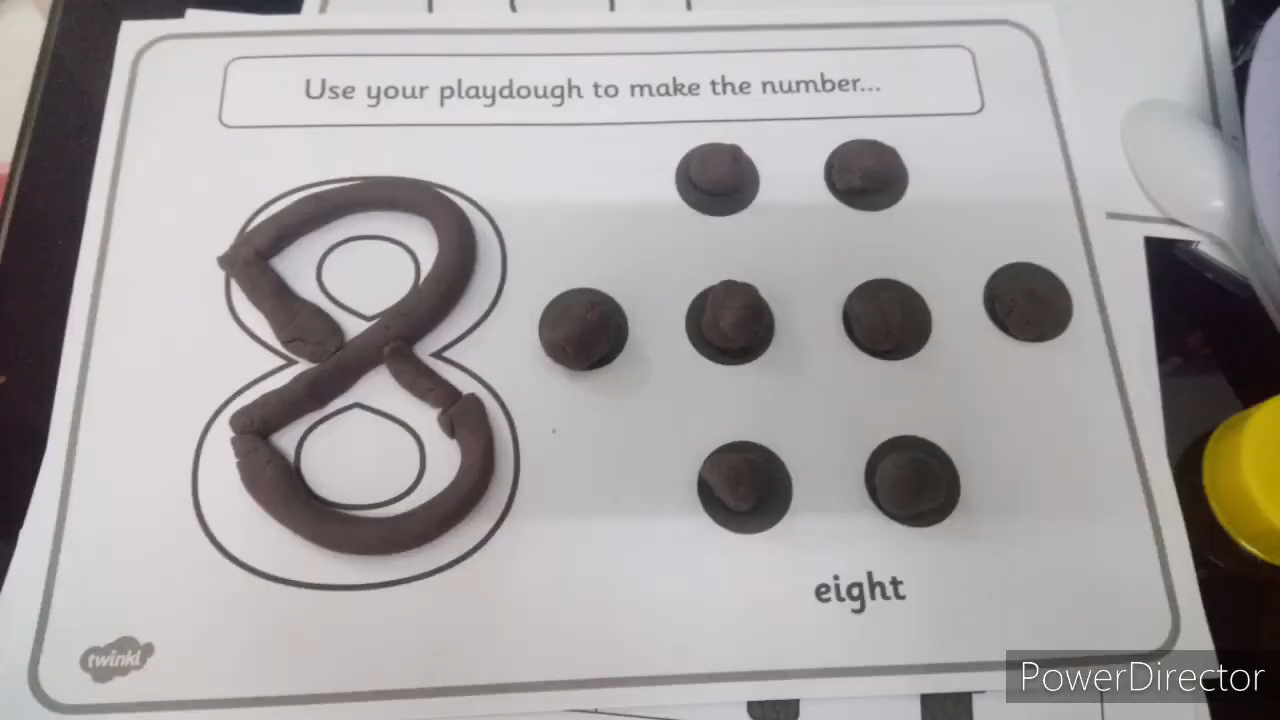 Use your playdough to make the number...
8
eight
twinkl
PowerDirector